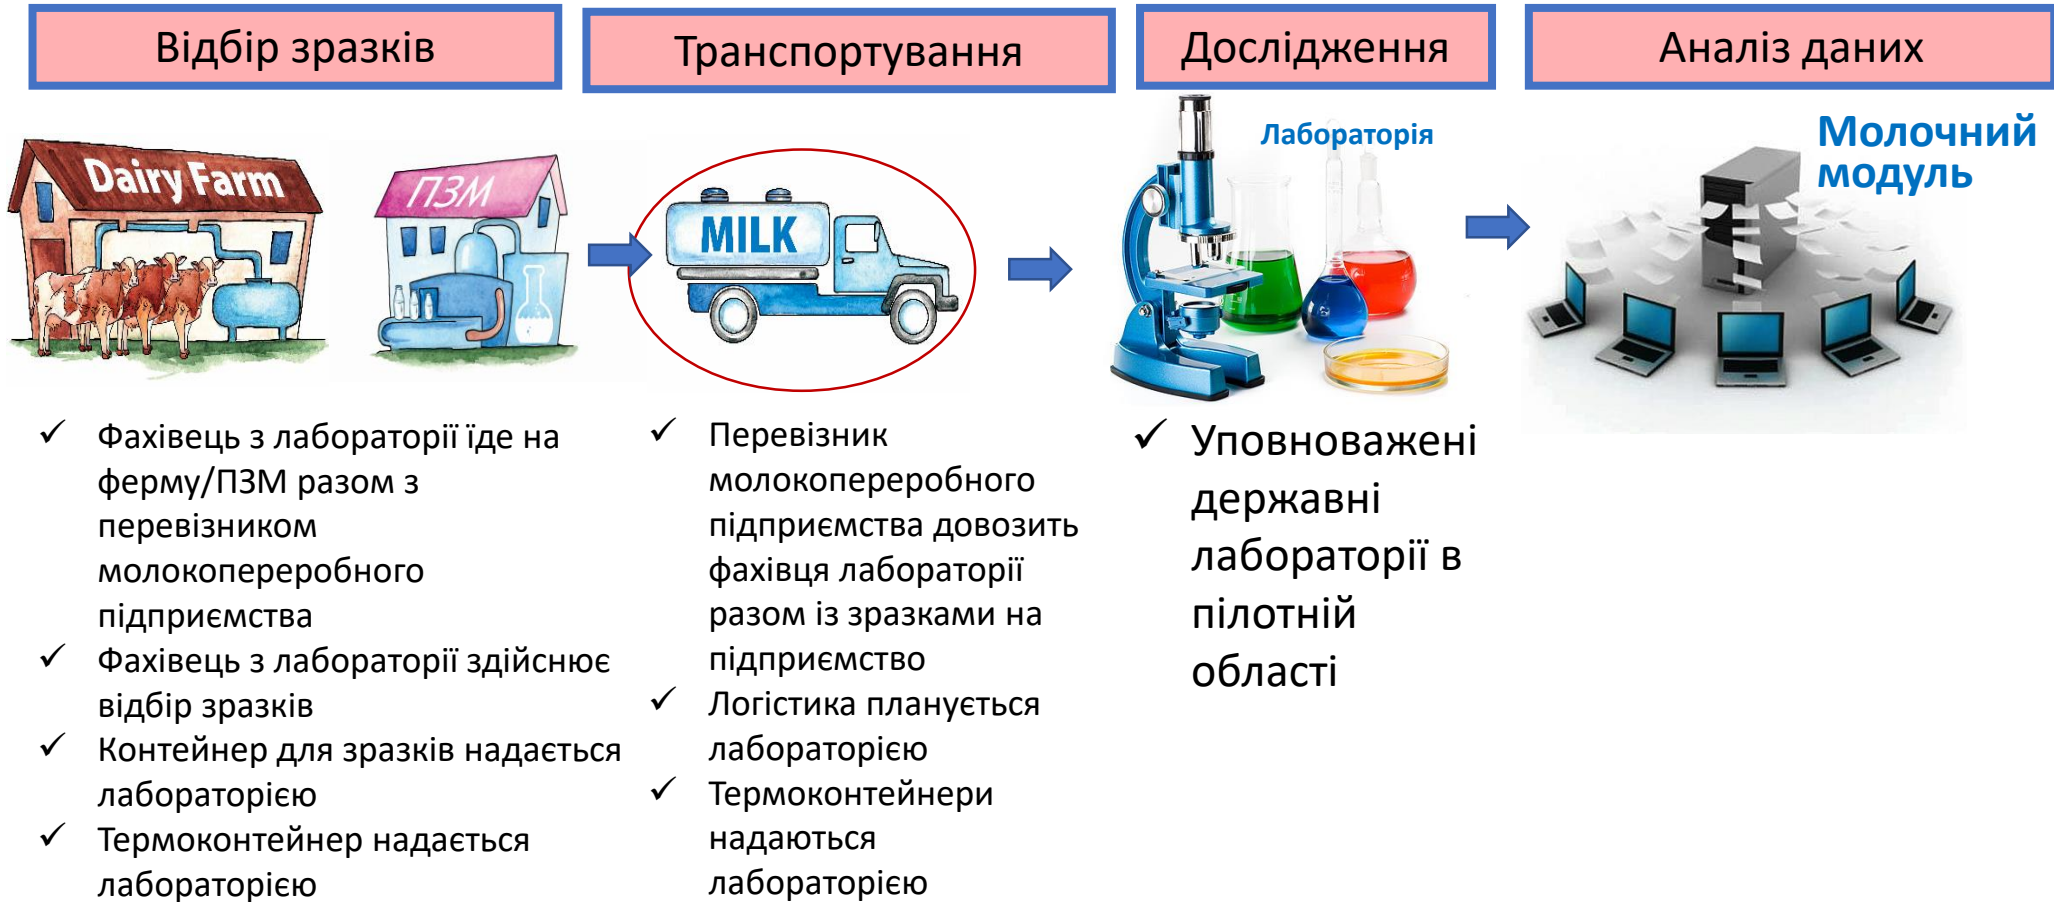 Відбір зразків
Транспортування
Дослідження
Аналіз даних
Dairy Farm
ПЗМ
MILK
Лабораторія
Молочний
модуль
Фахівець з лабораторії їде на
ферму/ПЗМ разом з
перевізником
молокопереробного
підприємства
Фахівець з лабораторії здійснює
відбір зразків
Контейнер для зразків надається
лабораторією
Термоконтейнер надається
лабораторією
Перевізник
молокопереробного
підприємства довозить
фахівця лабораторії
разом із зразками на
підприємство
Логістика планується
лабораторією
Термоконтейнери
надаються
лабораторією
Уповноважені
державні
лабораторії в
пілотній
області